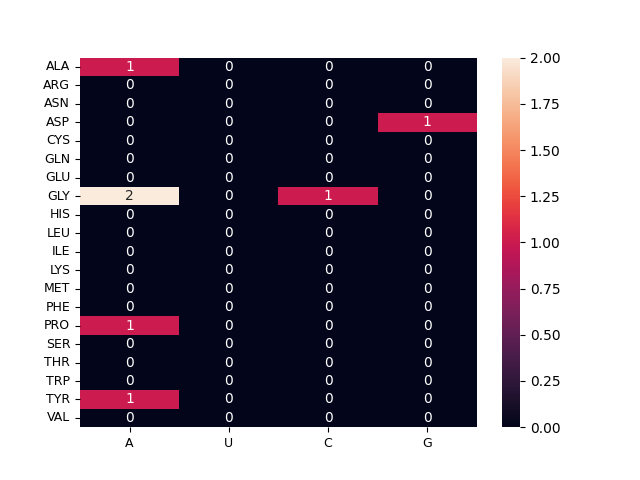 ALA 1 0 0 0
ARG 0 0 0 0
ASN 0 0 0 0
ASP 0 0 0 1
CYS 0 0 0 0
GLN 0 0 0 0
GLU 0 0 0 0
GLY 2 0 1 0
HIS 0 0 0 0
LEU 0 0 0 0
ILE 0 0 0 0
LYS 0 0 0 0
MET 0 0 0 0
PHE 0 0 0 0
PRO 1 0 0 0
SER 0 0 0 0
THR 0 0 0 0
TRP 0 0 0 0
TYR 1 0 0 0
VAL 0 0 0 0
A U C G
2.00
1.75
1.50
1.25
1.00
0.75
0.50
0.25
0.00